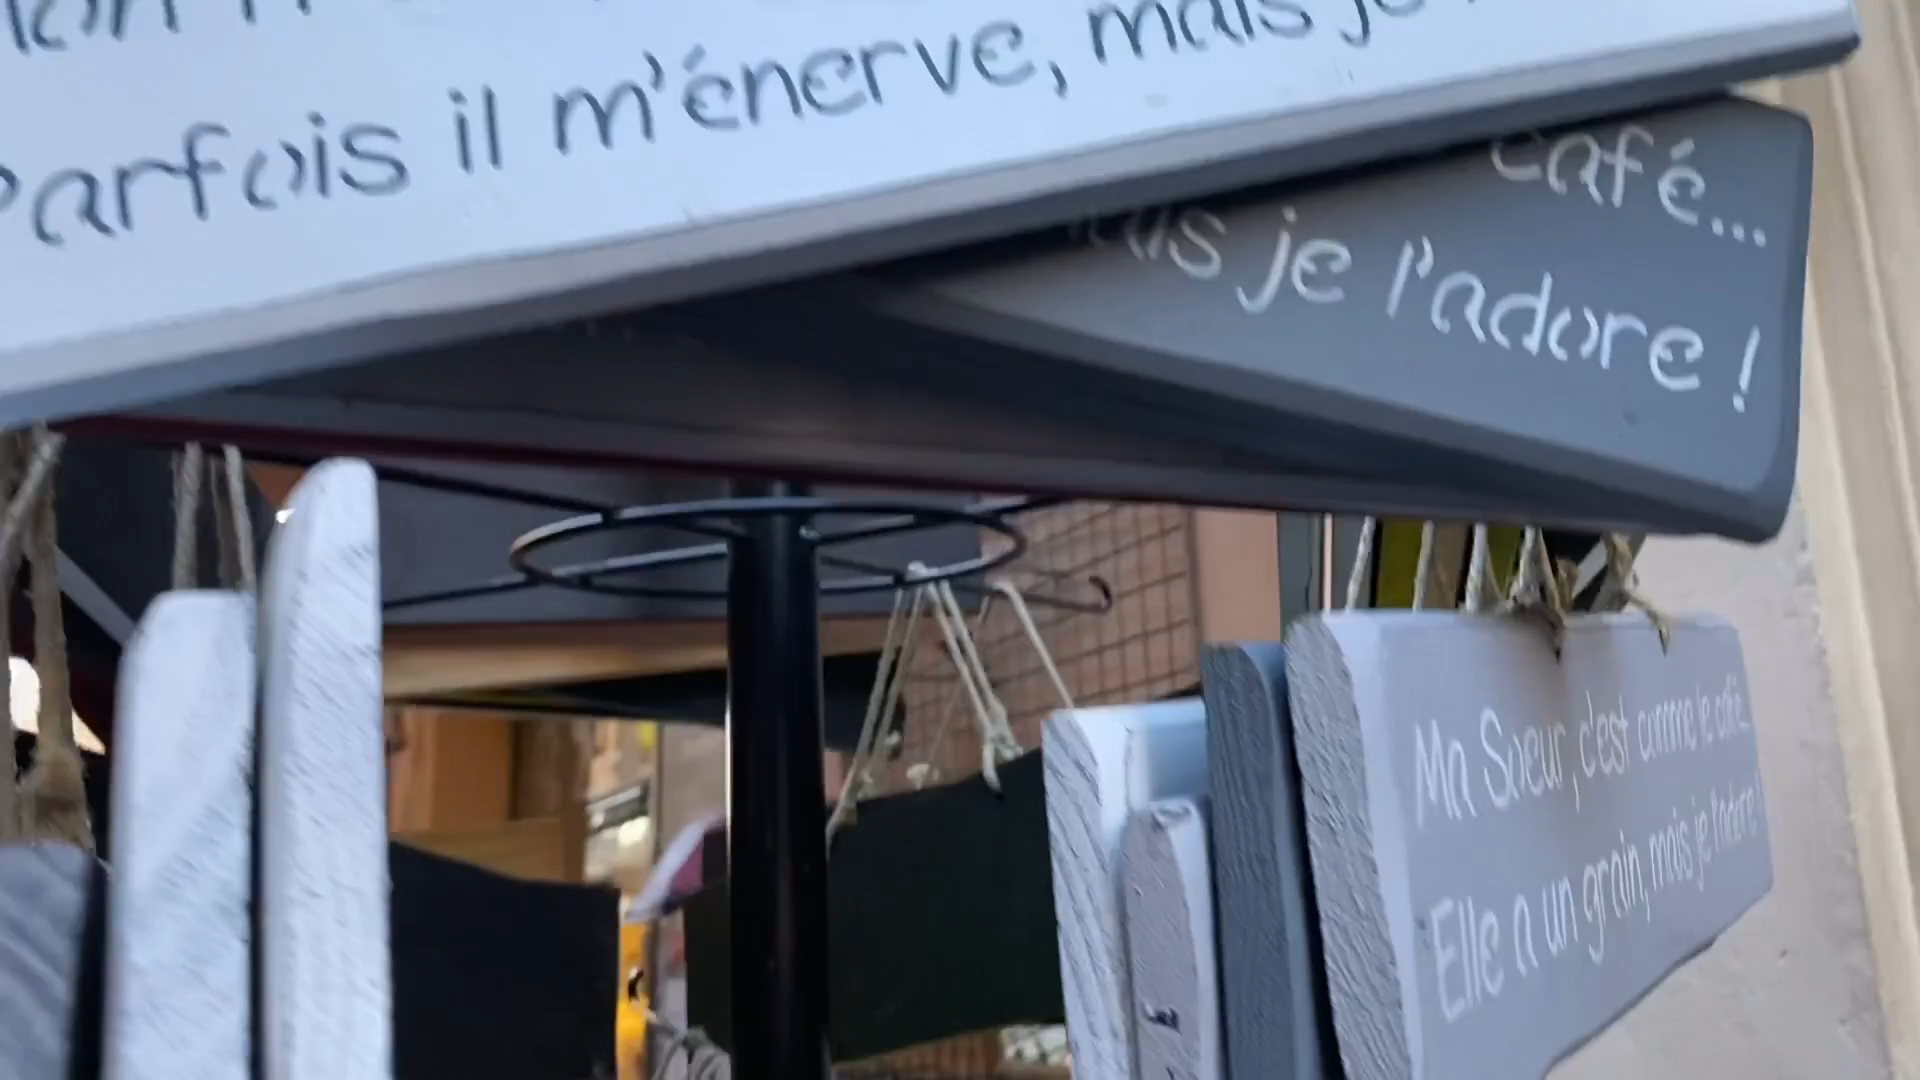 Parfois il m'énerve, mais je
café...
je l'adore !
Ma Soeur, c'est comme le café...
Elle a un grain, mais je l'adore!